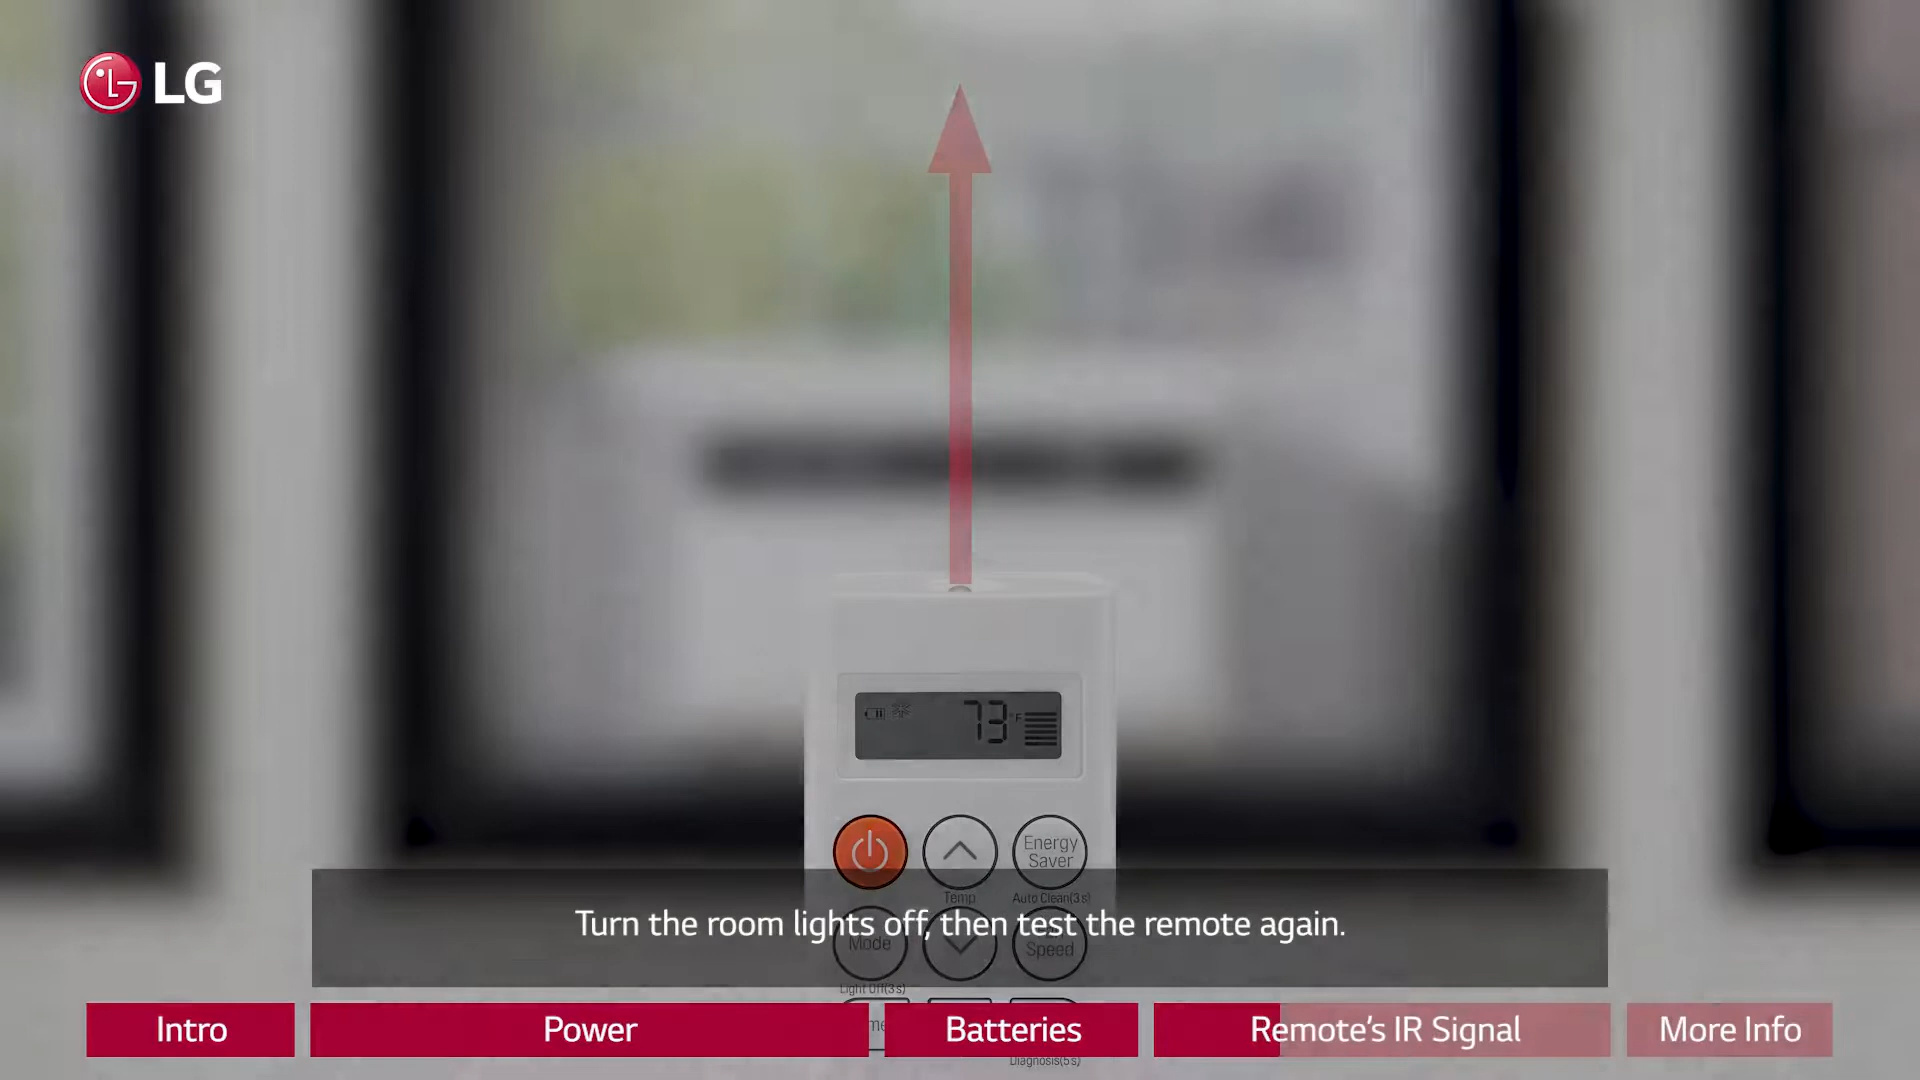 LG
73°F
Energy
Saver
Temp
Auto Clean(3s)
Turn the room lights off, then test the remote again.
Mode
Speed
Light Off(3s)
Intro
Power
Batteries
Remote's IR Signal
More Info
Diagnosis(5s)